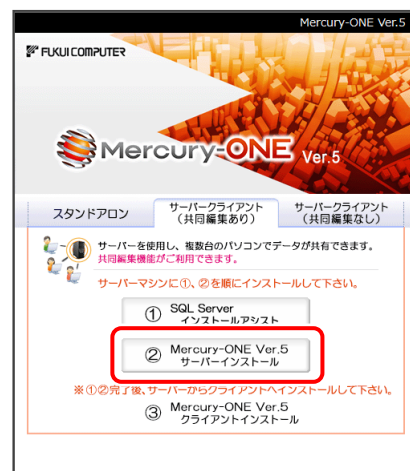 Mercury-ONE Ver.5
FUKUI COMPUTER
Mercury-ONE Ver.5
スタンドアロン
サーバークライアント
（共同編集あり）
サーバークライアント
（共同編集なし）
サーバーを使用し、複数台のパソコンでデータが共有できます。
共同編集機能がご利用できます。
サーバーマシンに①、②を順にインストールして下さい。
① SQL Server
インストールアシスト
② Mercury-ONE Ver.5
サーバーインストール
※①②完了後、サーバーからクライアントへインストールして下さい。
③ Mercury-ONE Ver.5
クライアントインストール